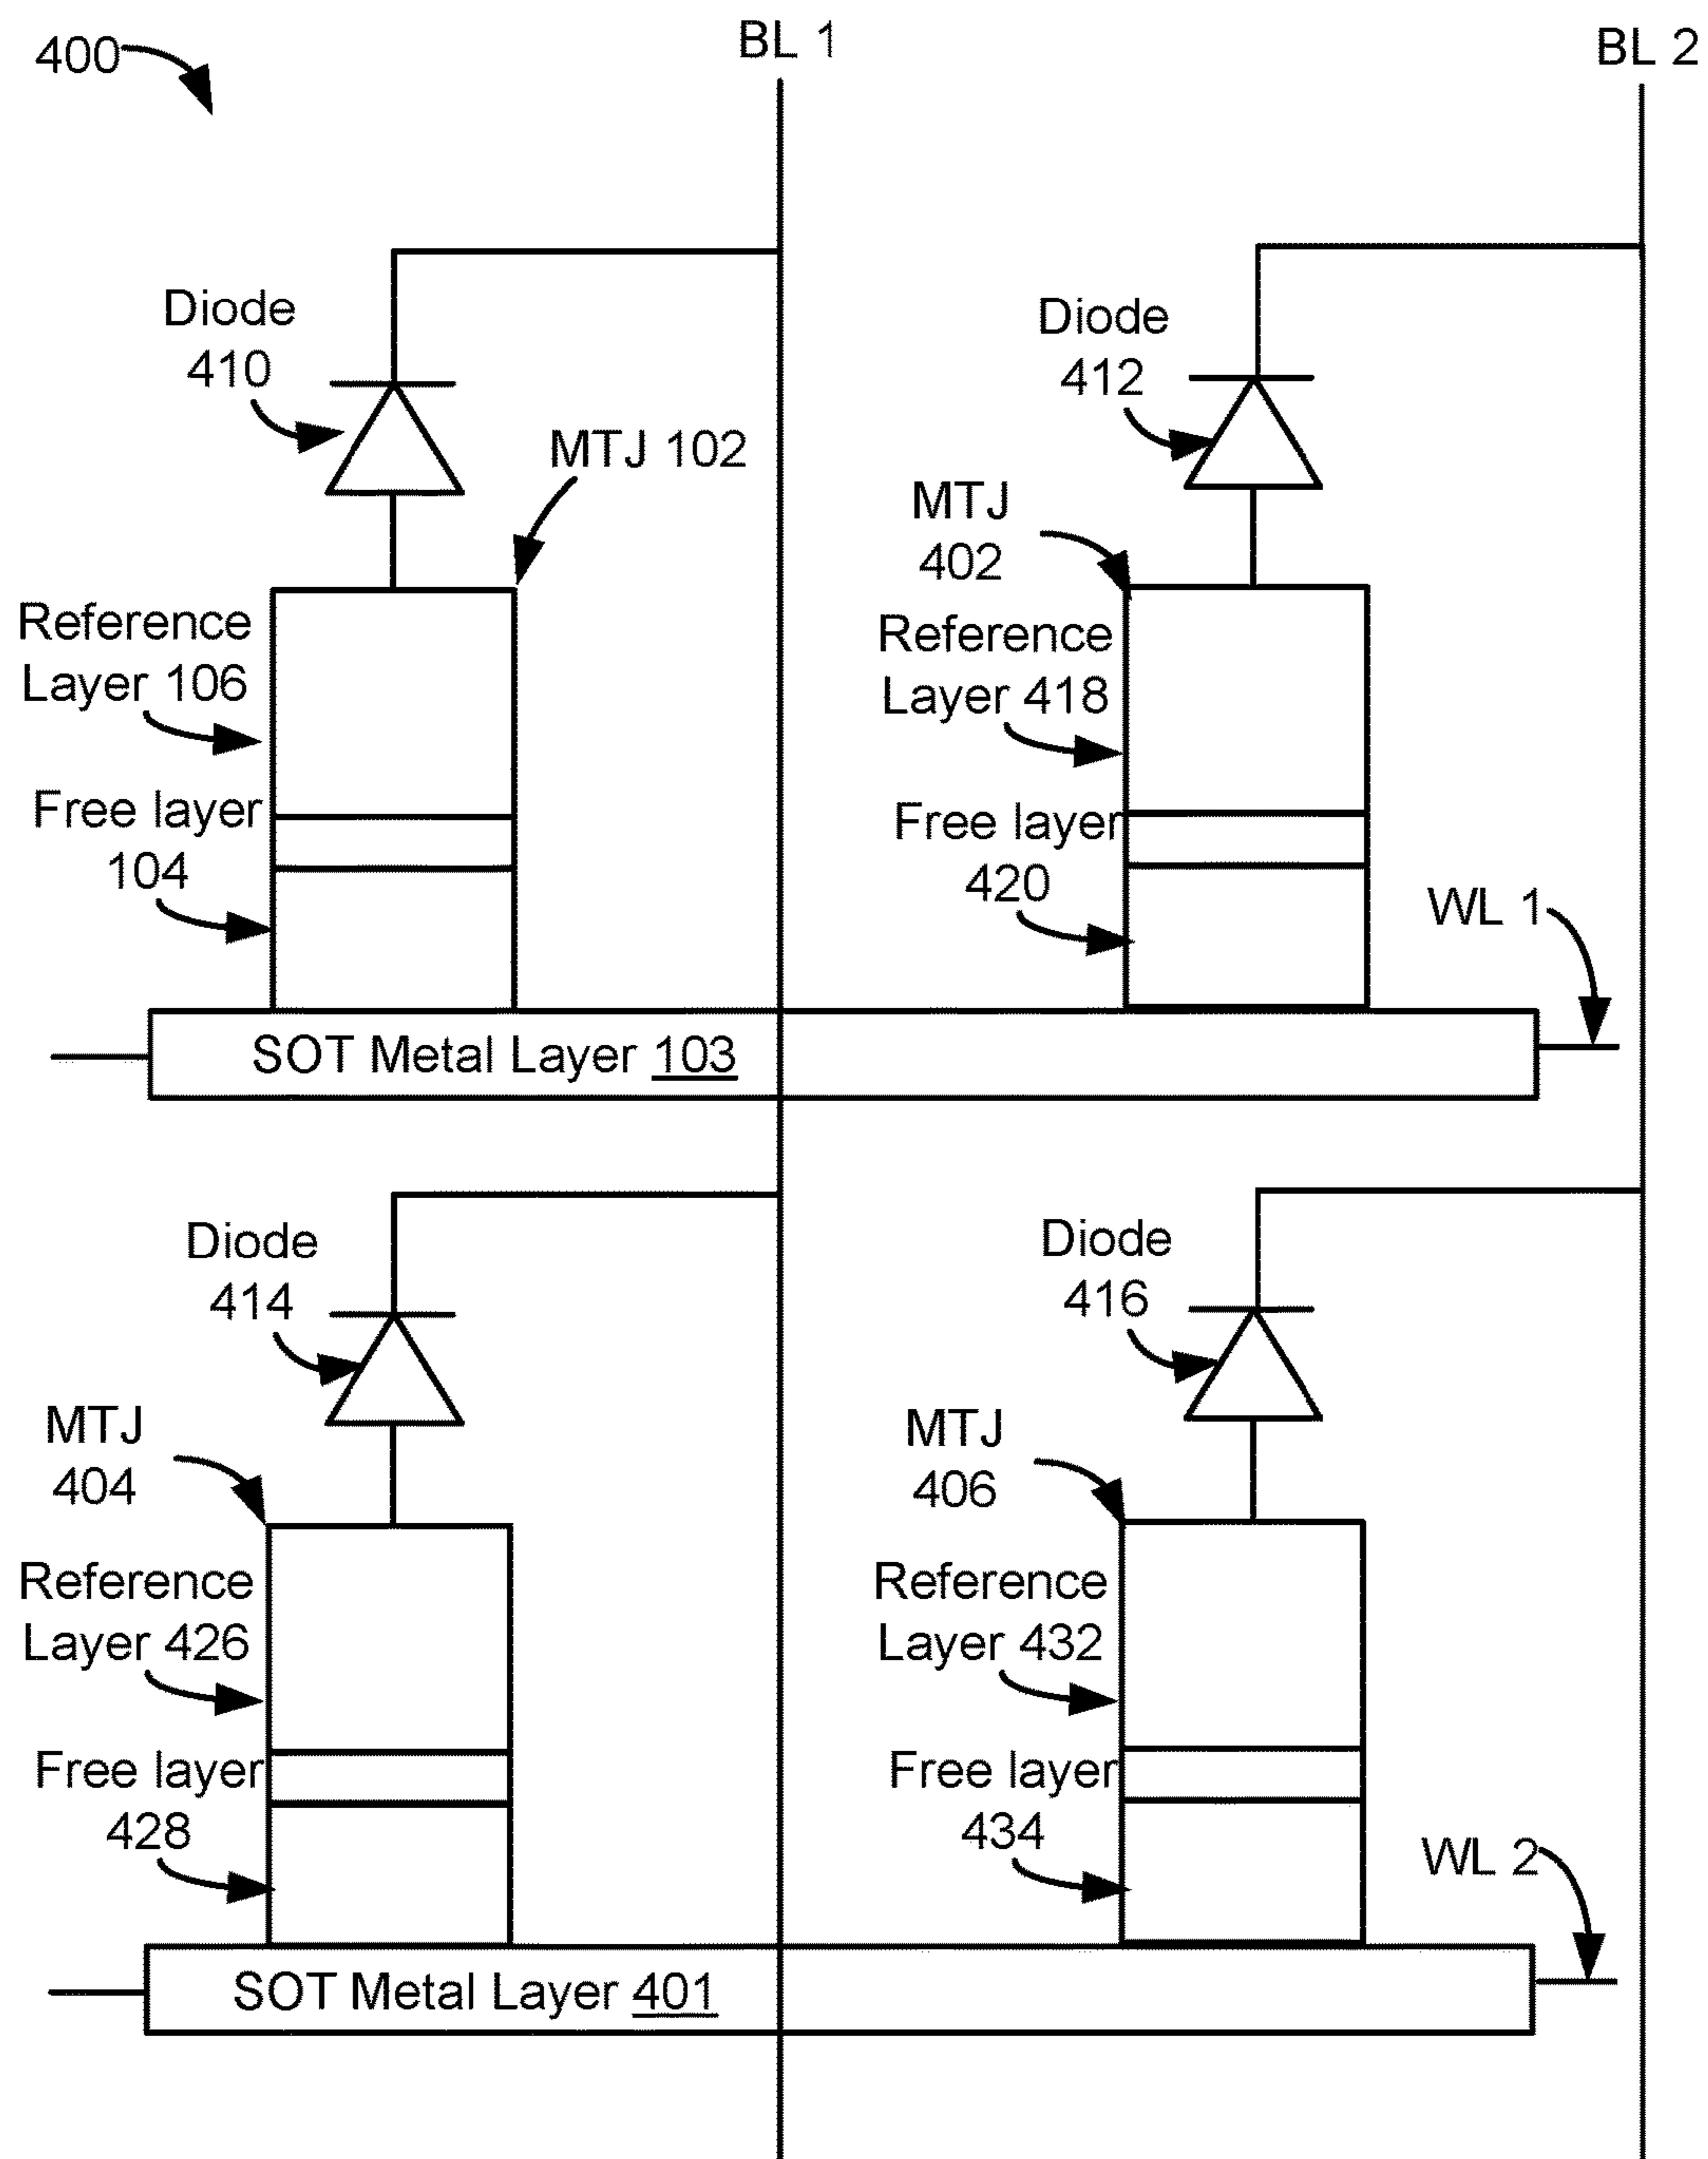 400
BL 1
BL 2
Diode
410
MTJ 102
Diode
412
MTJ
402
Reference
Layer 106
Reference
Layer 418
Free layer
104
Free layer
420
WL 1
SOT Metal Layer 103
Diode
414
Diode
416
MTJ
404
MTJ
406
Reference
Layer 426
Reference
Layer 432
Free layer
428
Free layer
434
WL 2
SOT Metal Layer 401